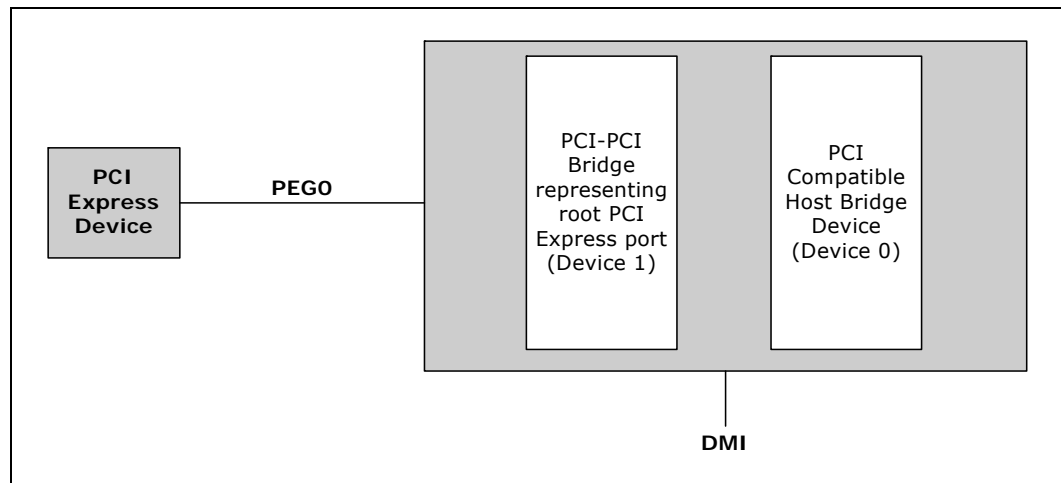 PCI
Express
Device
PEG0
PCI-PCI
Bridge
representing
root PCI
Express port
(Device 1)
PCI
Compatible
Host Bridge
Device
(Device 0)
DMI